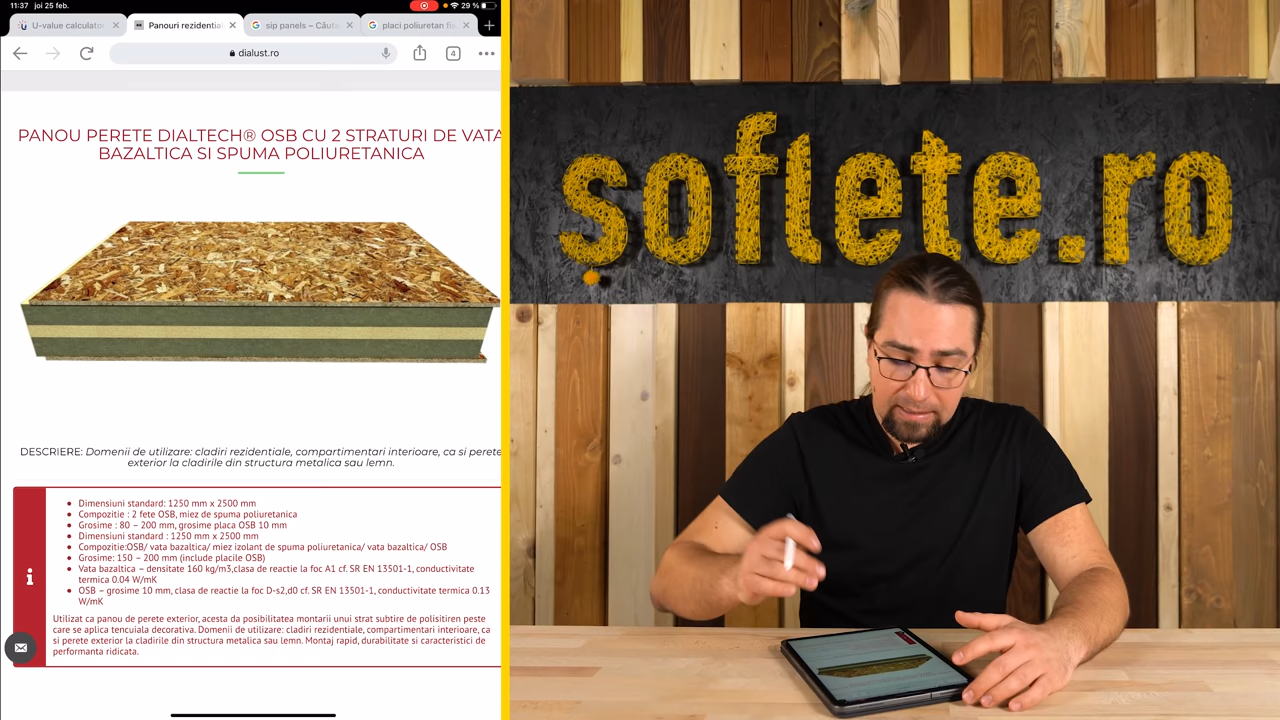 11:37 joi 25 feb.
29 %
U-value calculato
Panouri rezidentia
sip panels – Căuta
placi poliuretan fis
dialust.ro
4
PANOU PERETE DIALTECH® OSB CU 2 STRATURI DE VATA
BAZALTICA SI SPUMA POLIURETANICA
DESCRIERE: Domenii de utilizare: cladiri rezidentiale, compartimentari interioare, ca si perete
exterior la cladirile din structura metalica sau lemn.
Dimensiuni standard: 1250 mm x 2500 mm
Compozitie : 2 fete OSB, miez de spuma poliuretanica
Grosime : 80 – 200 mm, grosime placa OSB 10 mm
Dimensiuni standard : 1250 mm x 2500 mm
Compozitie:OSB/ vata bazaltica/ miez izolant de spuma poliuretanica/ vata bazaltica/ OSB
Grosime: 150 – 200 mm (include placile OSB)
Vata bazaltica – densitate 160 kg/m3,clasa de reactie la foc A1 cf. SR EN 13501-1, conductivitate
termica 0.04 W/mK
OSB – grosime 10 mm, clasa de reactie la foc D-s2,d0 cf. SR EN 13501-1, conductivitate termica 0.13
W/mK
Utilizat ca panou de perete exterior, acesta da posibilitatea montarii unui strat subtire de polisitiren peste
care se aplica tencuiala decorativa. Domenii de utilizare: cladiri rezidentiale, compartimentari interioare, ca
si perete exterior la cladirile din structura metalica sau lemn. Montaj rapid, durabilitate si caracteristici de
performanta ridicata.
soflete.ro